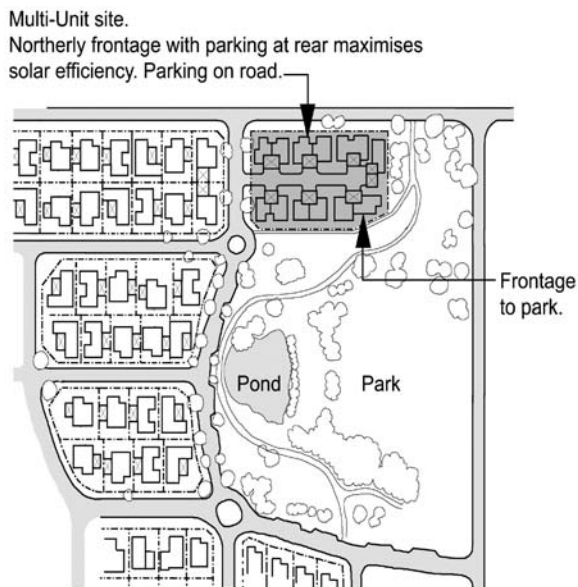 Multi-Unit site.
Northerly frontage with parking at rear maximises
solar efficiency. Parking on road.
Frontage
to park.
Pond
Park